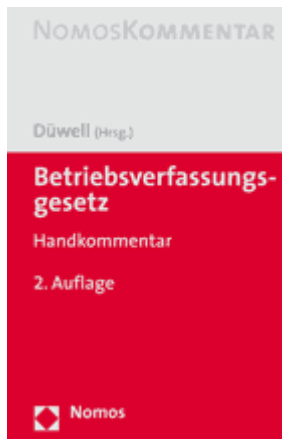 NOMOSKOMMENTAR
Düwell (Hrsg.)
Betriebsverfassungs-
gesetz
Handkommentar
2. Auflage
Nomos